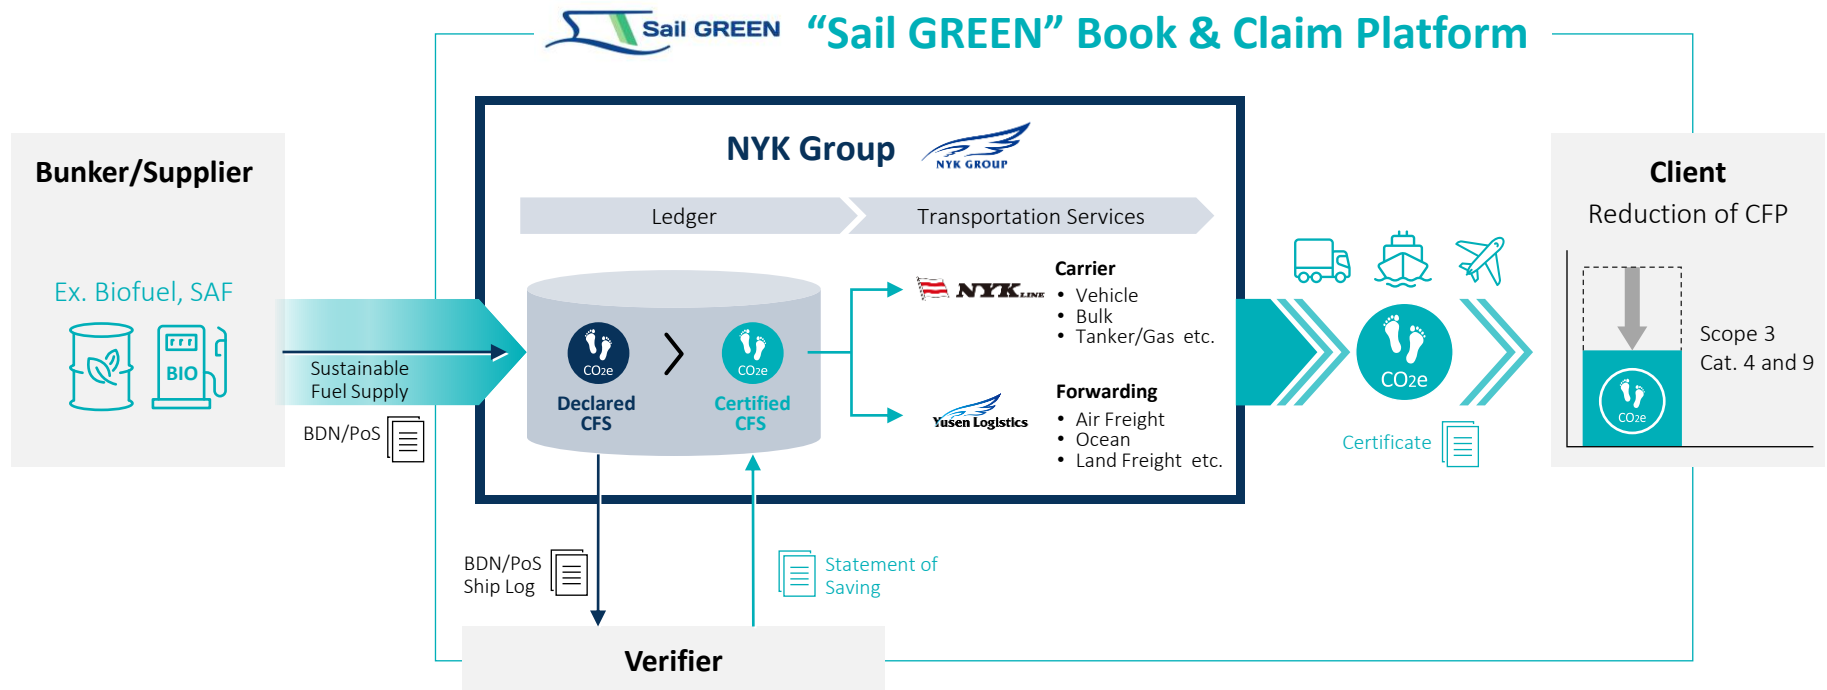 Sail GREEN
“Sail GREEN” Book & Claim Platform
Bunker/Supplier
Ex. Biofuel, SAF
BIO
Sustainable
Fuel Supply
BDN/PoS
NYK Group
NYK GROUP
Ledger
Transportation Services
CO2e
Declared
CFS
CO2e
Certified
CFS
NYK LINE
Carrier
• Vehicle
• Bulk
• Tanker/Gas etc.
Yusen Logistics
Forwarding
• Air Freight
• Ocean
• Land Freight etc.
BDN/PoS
Ship Log
Statement of
Saving
Verifier
CO2e
Certificate
Client
Reduction of CFP
Scope 3
Cat. 4 and 9
CO2e